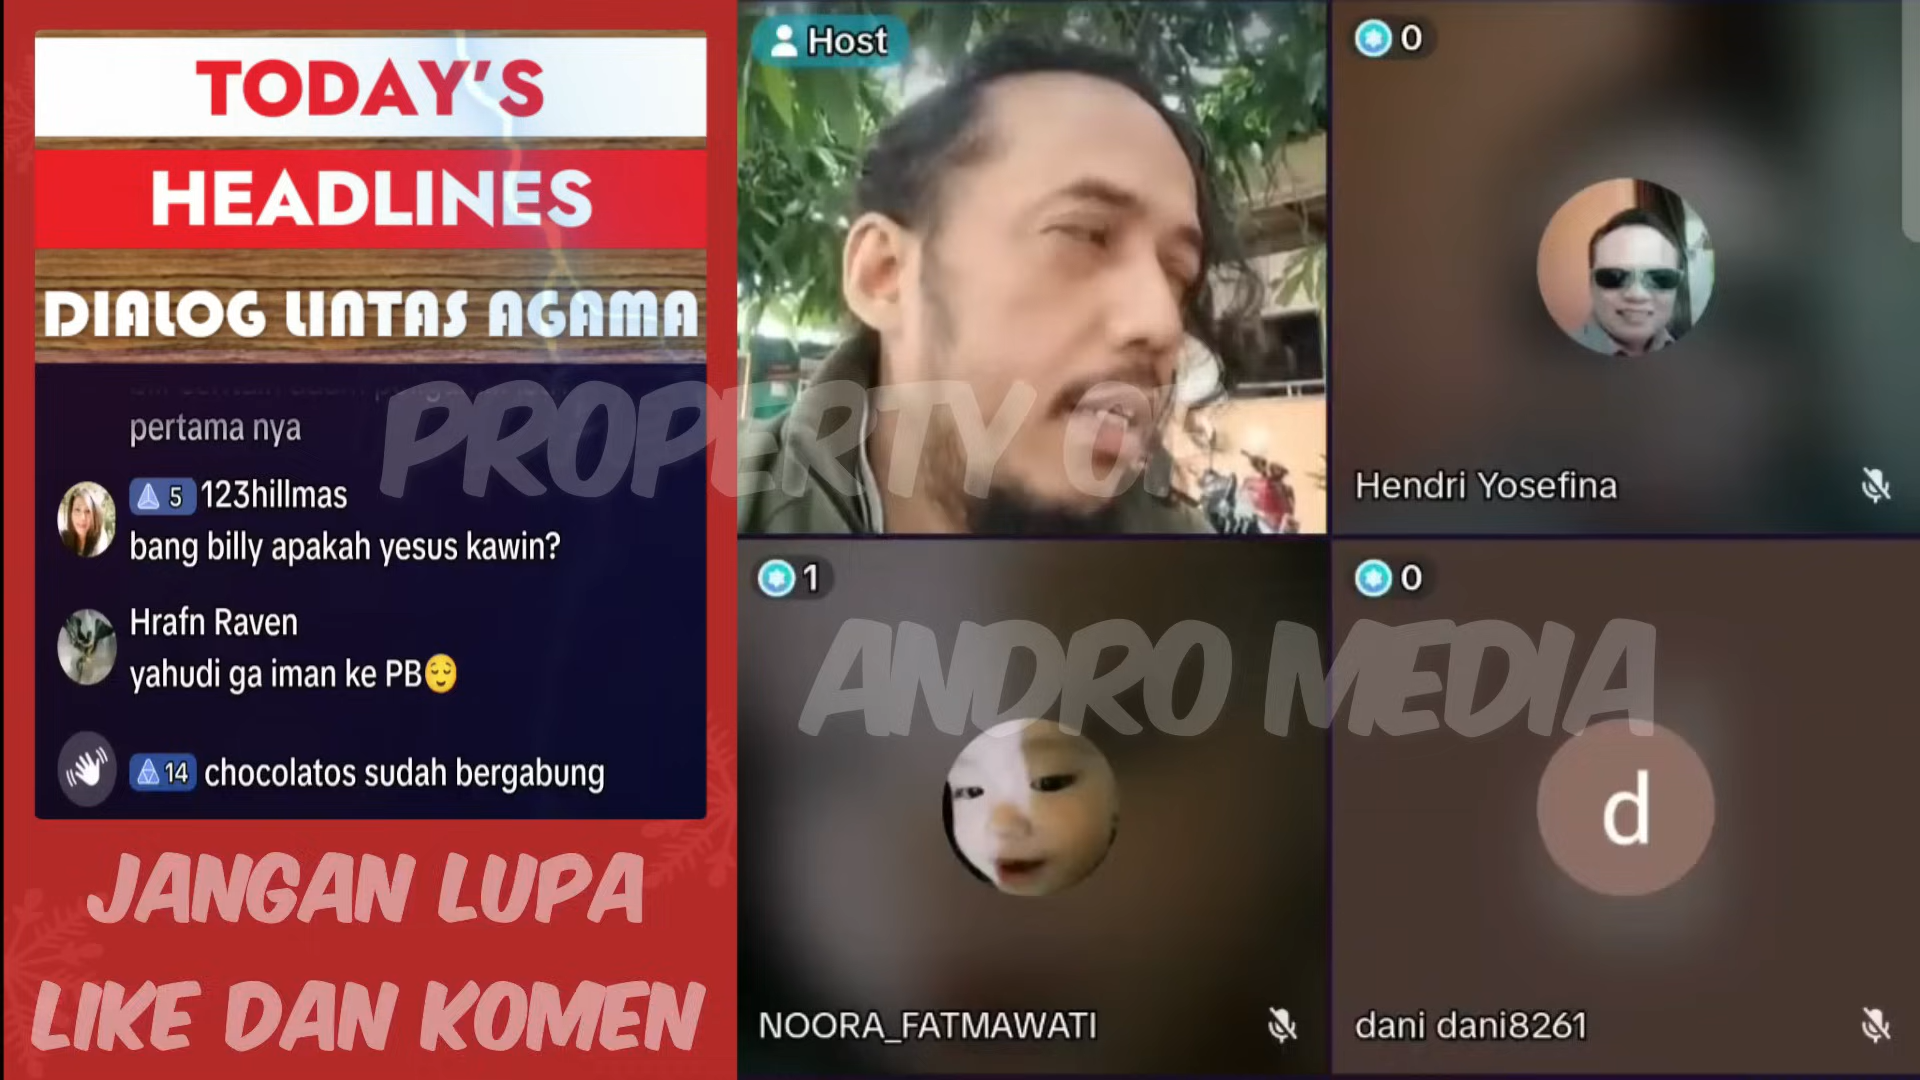 TODAY'S
HEADLINES
DIALOG LINTAS AGAMA
pertama nya
5 123hillmas
bang billy apakah yesus kawin?
Hrafn Raven
yahudi ga iman ke PB😌
14 chocolatos sudah bergabung
JANGAN LUPA
LIKE DAN KOMEN
Host
0
Hendri Yosefina
1
NOORA_FATMAWATI
0
d
dani dani8261
PROPERTY OF
ANDRO MEDIA